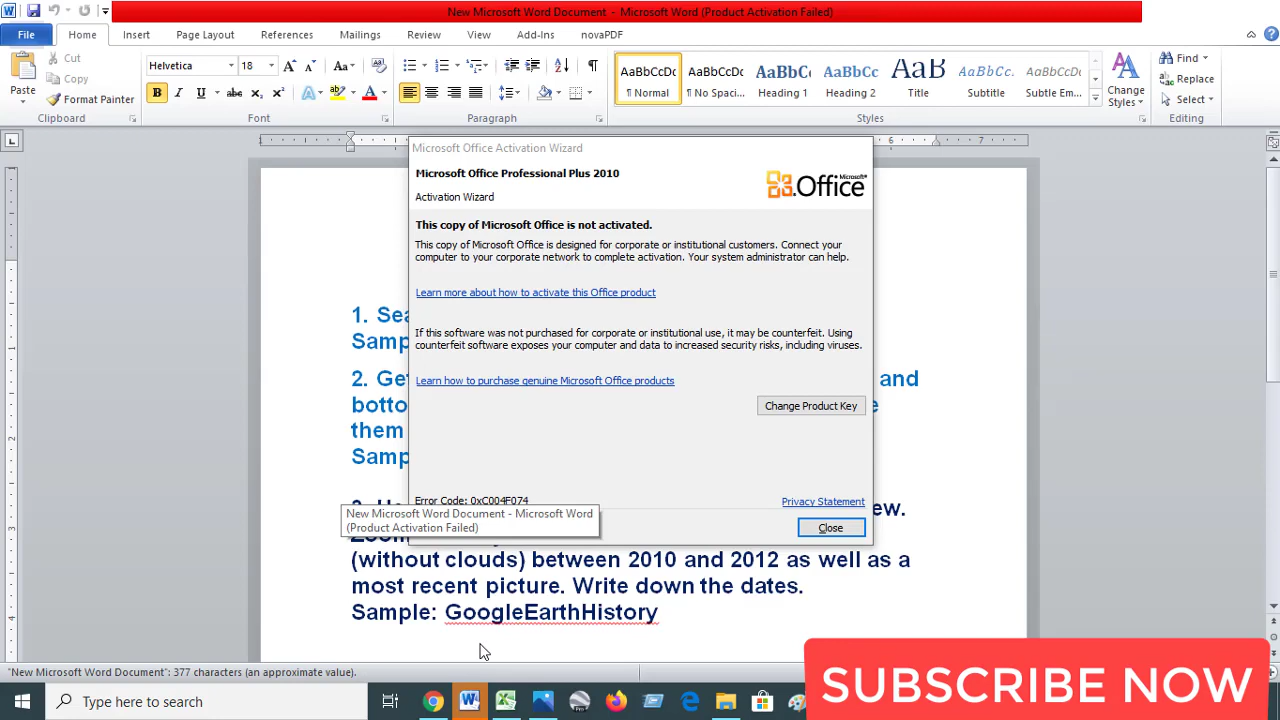 New Microsoft Word Document - Microsoft Word (Product Activation Failed)
File Home Insert Page Layout References Mailings Review View Add-Ins novaPDF
Paste
Cut
Copy
Format Painter
Clipboard
Helvetica 18
Font
Paragraph
AaBbCcDc AaBbCcDc AaBbCc AaBbCc AaB AaBbCcL AaBbCcDc
¶ Normal ¶ No Spaci... Heading 1 Heading 2 Title Subtitle Subtle Em...
Change
Styles
Styles
Find
Replace
Select
Editing
Microsoft Office Activation Wizard
Microsoft Office Professional Plus 2010
Activation Wizard
Microsoft Office
This copy of Microsoft Office is not activated.
This copy of Microsoft Office is designed for corporate or institutional customers. Connect your
computer to your corporate network to complete activation. Your system administrator can help.
Learn more about how to activate this Office product
If this software was not purchased for corporate or institutional use, it may be counterfeit. Using
counterfeit software exposes your computer and data to increased security risks, including viruses.
Learn how to purchase genuine Microsoft Office products
Change Product Key
Error Code: 0xC004F074
Privacy Statement
Close
New Microsoft Word Document - Microsoft Word
(Product Activation Failed)
1.
2. and
them
(without clouds) between 2010 and 2012 as well as a
most recent picture. Write down the dates.
Sample: GoogleEarthHistory
"New Microsoft Word Document": 377 characters (an approximate value).
Type here to search
SUBSCRIBE NOW